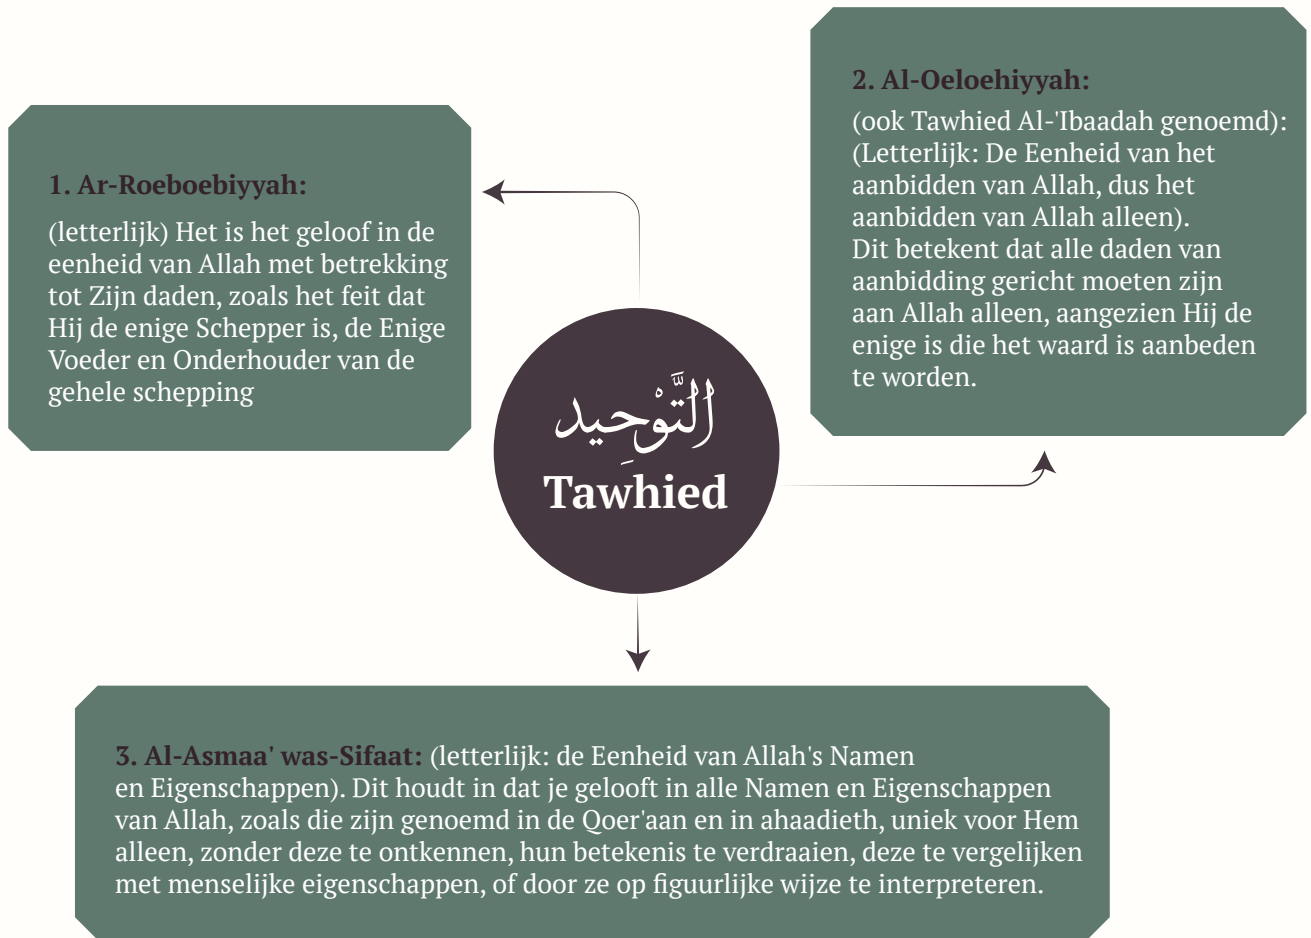 1. Ar-Roeboebiyyah:
(letterlijk) Het is het geloof in de
eenheid van Allah met betrekking
tot Zijn daden, zoals het feit dat
Hij de enige Schepper is, de Enige
Voeder en Onderhouder van de
gehele schepping
2. Al-Oeloehiyyah:
(ook Tawhied Al-'Ibaadah genoemd):
(Letterlijk: De Eenheid van het
aanbidden van Allah, dus het
aanbidden van Allah alleen).
Dit betekent dat alle daden van
aanbidding gericht moeten zijn
aan Allah alleen, aangezien Hij de
enige is die het waard is aanbeden
te worden.
اُلتَّوْحِيد
Tawhied
3. Al-Asmaa' was-Sifaat: (letterlijk: de Eenheid van Allah's Namen
en Eigenschappen). Dit houdt in dat je gelooft in alle Namen en Eigenschappen
van Allah, zoals die zijn genoemd in de Qoer'aan en in ahaadieth, uniek voor Hem
alleen, zonder deze te ontkennen, hun betekenis te verdraaien, deze te vergelijken
met menselijke eigenschappen, of door ze op figuurlijke wijze te interpreteren.